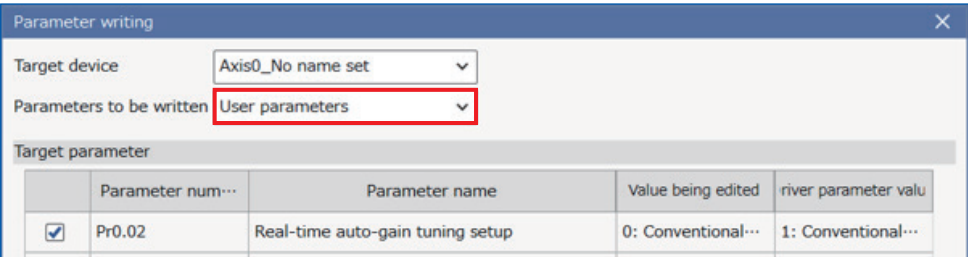 Parameter writing
Target device Axis0_No name set
Parameters to be written User parameters
Target parameter
Parameter num··· Parameter name Value being edited river parameter valu
Pr0.02 Real-time auto-gain tuning setup 0: Conventional··· 1: Conventional···